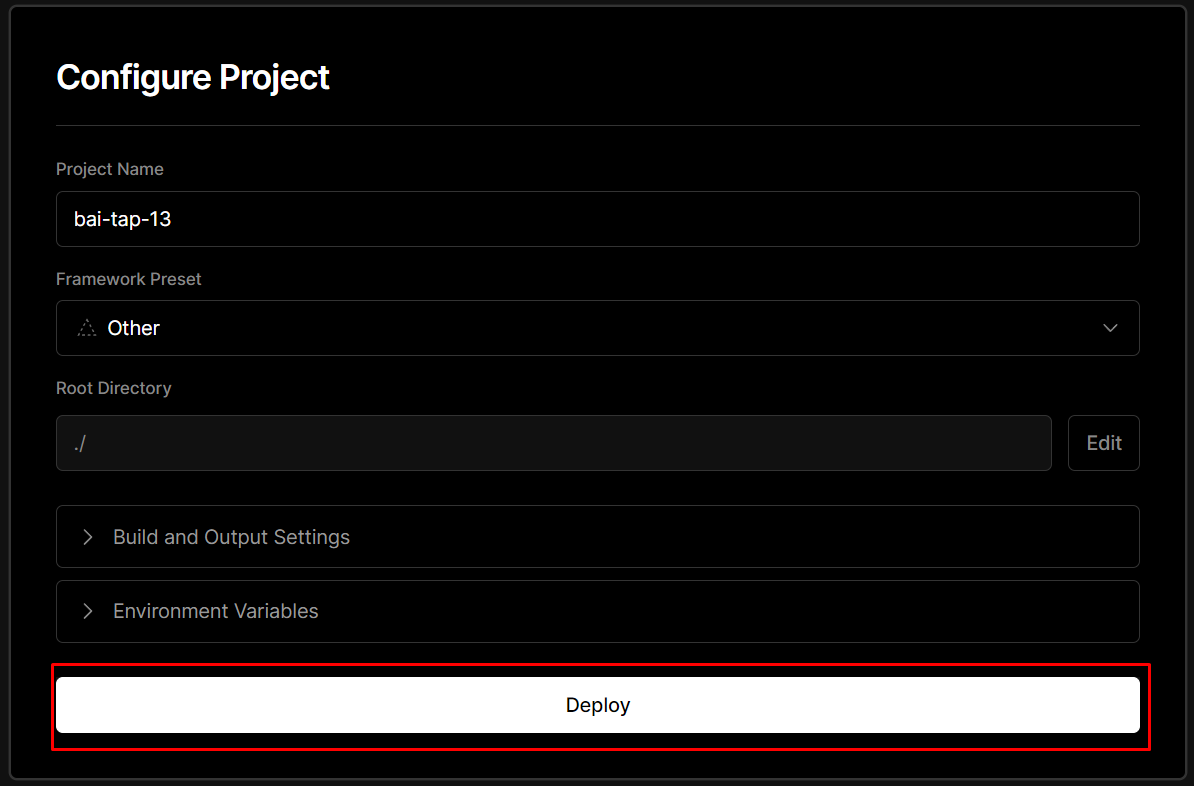 Configure Project
Project Name
bai-tap-13
Framework Preset
Other
Root Directory
./
Edit
Build and Output Settings
Environment Variables
Deploy